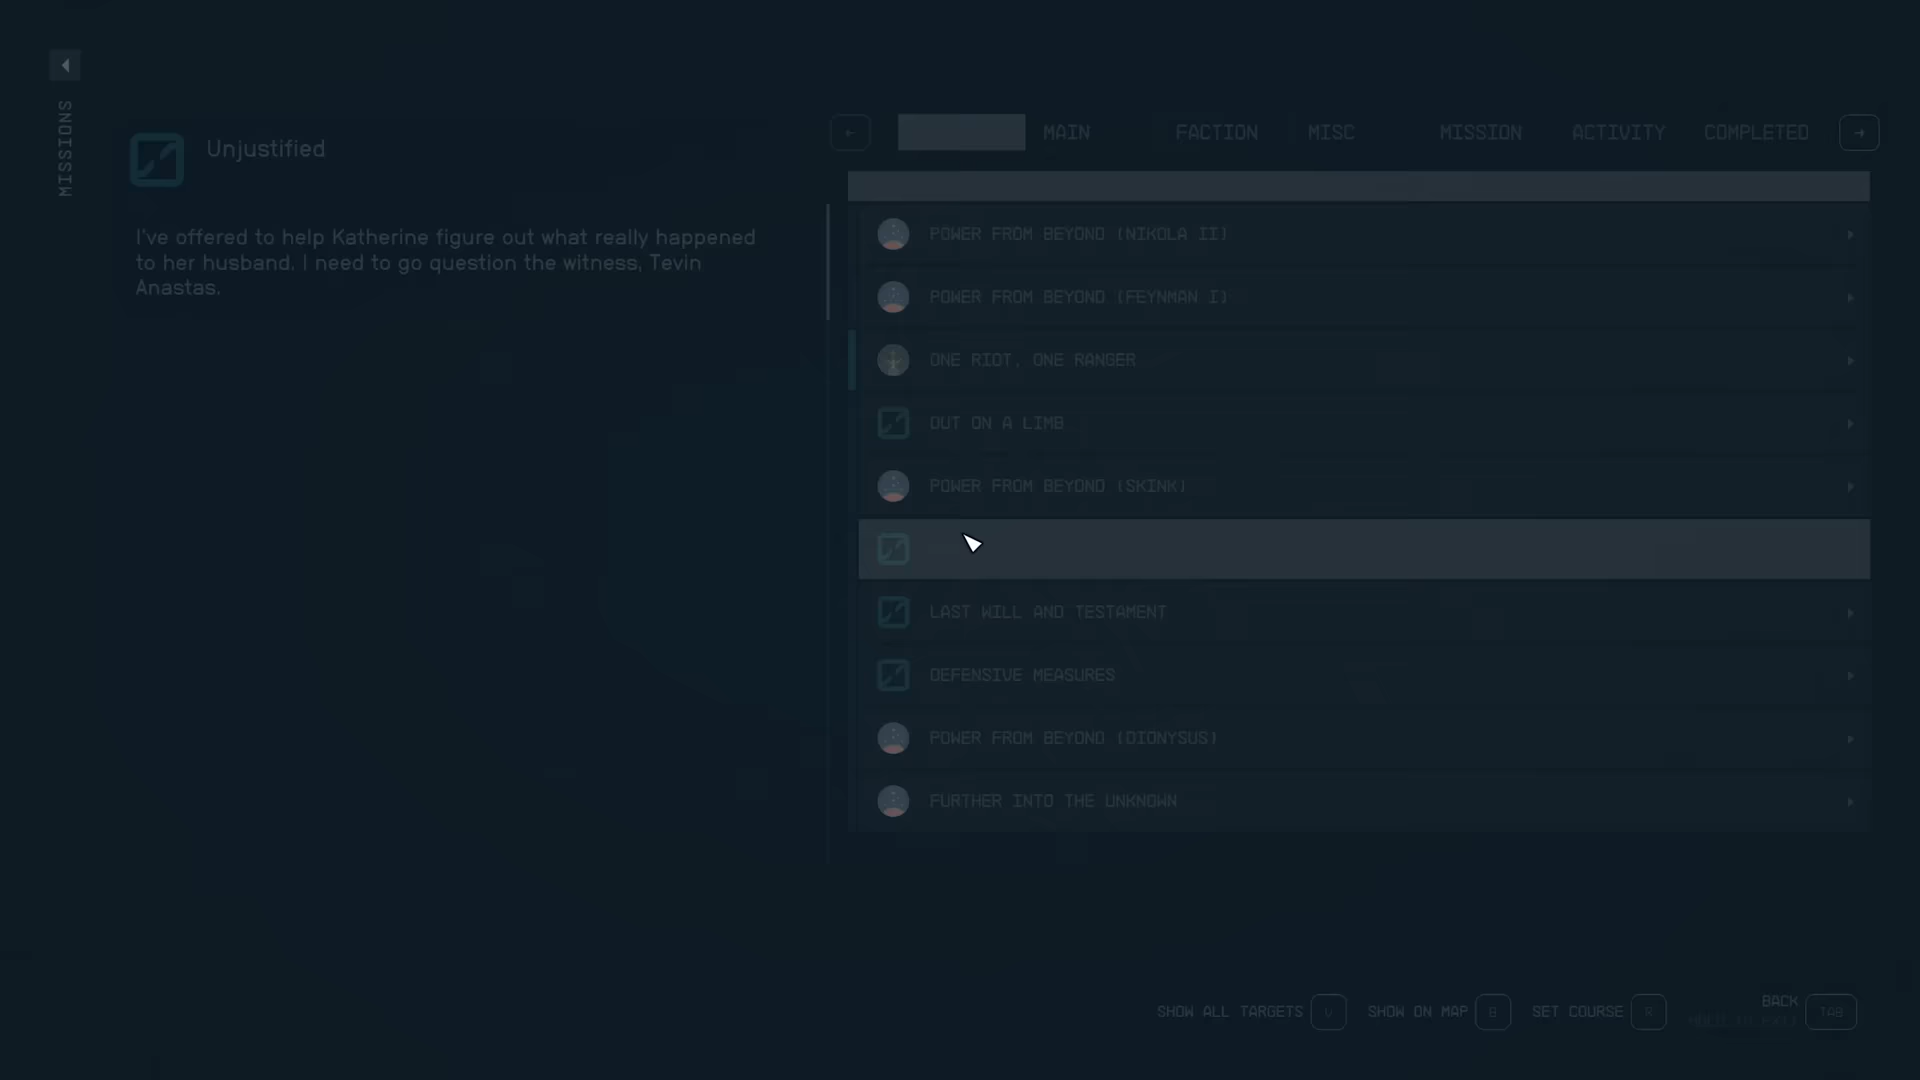 MISSIONS
Unjustified
I've offered to help Katherine figure out what really happened
to her husband. I need to go question the witness, Tevin
Anastas.
MAIN
FACTION
MISC
MISSION
ACTIVITY
COMPLETED
POWER FROM BEYOND (NIKOLA II)
POWER FROM BEYOND (FEYNMAN I)
ONE RIOT, ONE RANGER
OUT ON A LIMB
POWER FROM BEYOND (SKINK)
LAST WILL AND TESTAMENT
DEFENSIVE MEASURES
POWER FROM BEYOND (DIONYSUS)
FURTHER INTO THE UNKNOWN
SHOW ALL TARGETS
SHOW ON MAP
SET COURSE R
BACK
TAB